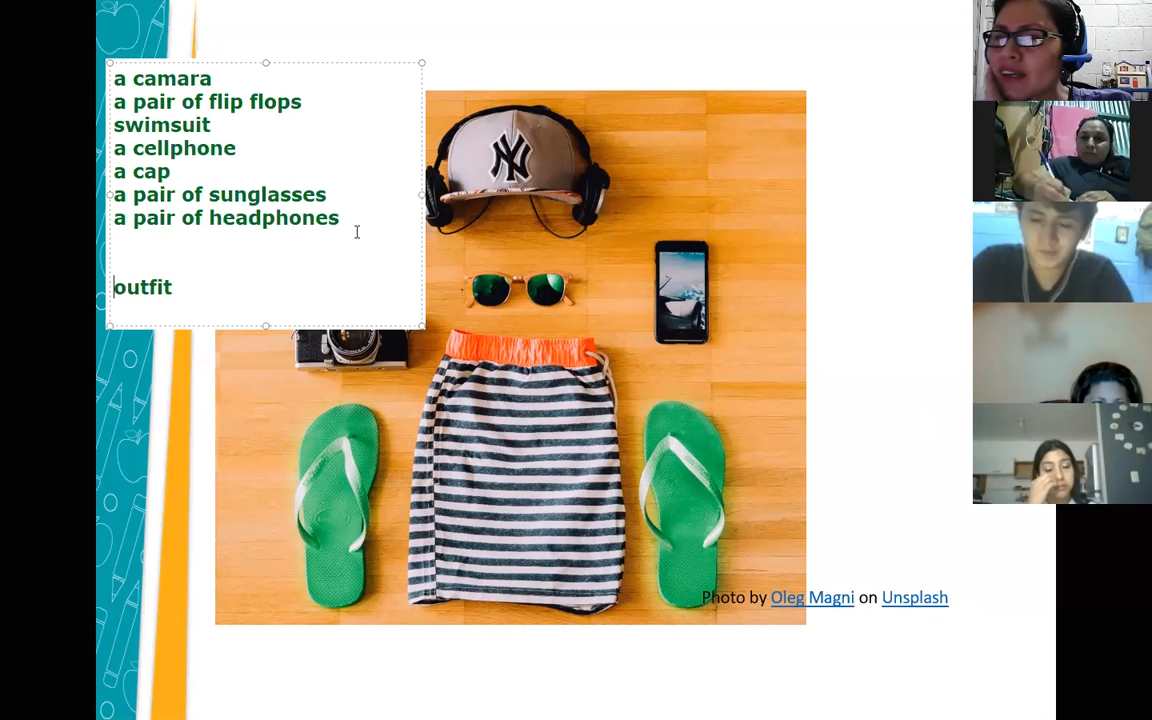 a camara
a pair of flip flops
swimsuit
a cellphone
a cap
a pair of sunglasses
a pair of headphones
outfit
NY
Photo by Oleg Magni on Unsplash